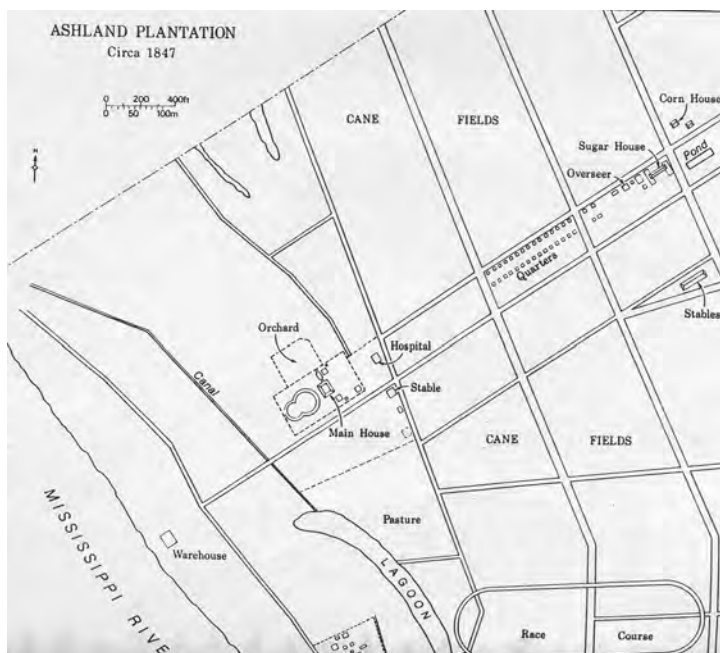 ASHLAND PLANTATION
Circa 1847
0 200 400ft
0 50 100m
N
CANE FIELDS
Corn House
Sugar House
Pond
Overseer
Quarters
Stables
Orchard
Hospital
Canal
Stable
Main House
CANE FIELDS
MISSISSIPPI RIVE
Warehouse
Pasture
LAGOON
Race Course